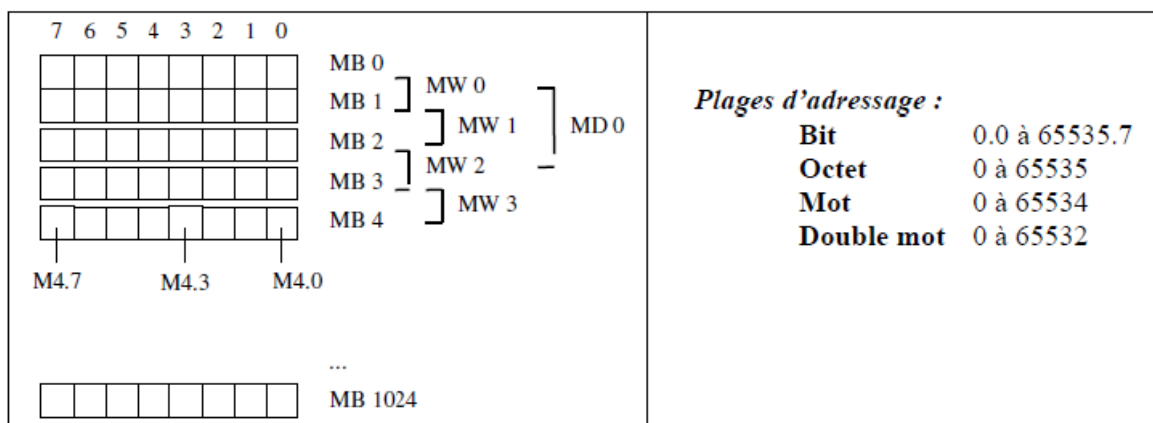 7 6 5 4 3 2 1 0
MB 0
MW 0
MB 1
MW 1
MD 0
MB 2
MW 2
MB 3
MW 3
MB 4
M4.7 M4.3 M4.0
...
MB 1024
Plages d’adressage :
Bit 0.0 à 65535.7
Octet 0 à 65535
Mot 0 à 65534
Double mot 0 à 65532